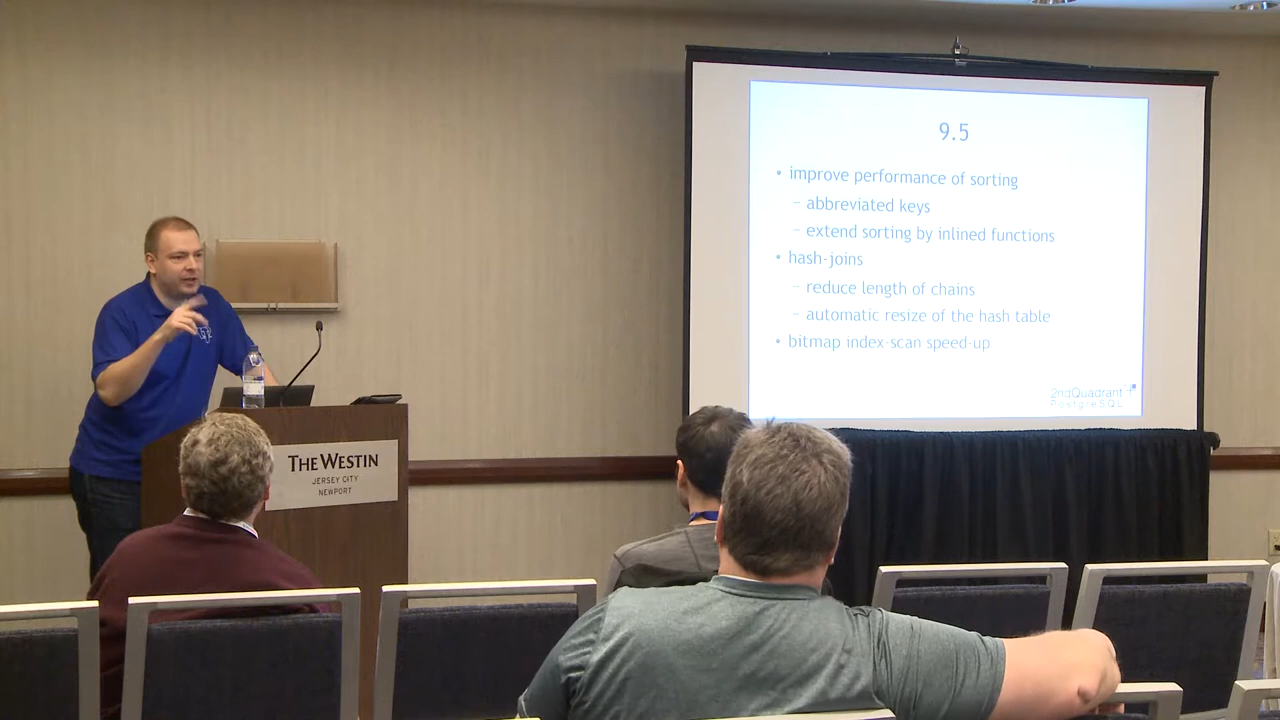 9.5
• improve performance of sorting
– abbreviated keys
– extend sorting by inlined functions
• hash-joins
– reduce length of chains
– automatic resize of the hash table
• bitmap index-scan speed-up
2ndQuadrant
PostgreSQL
THE WESTIN
JERSEY CITY
NEWPORT